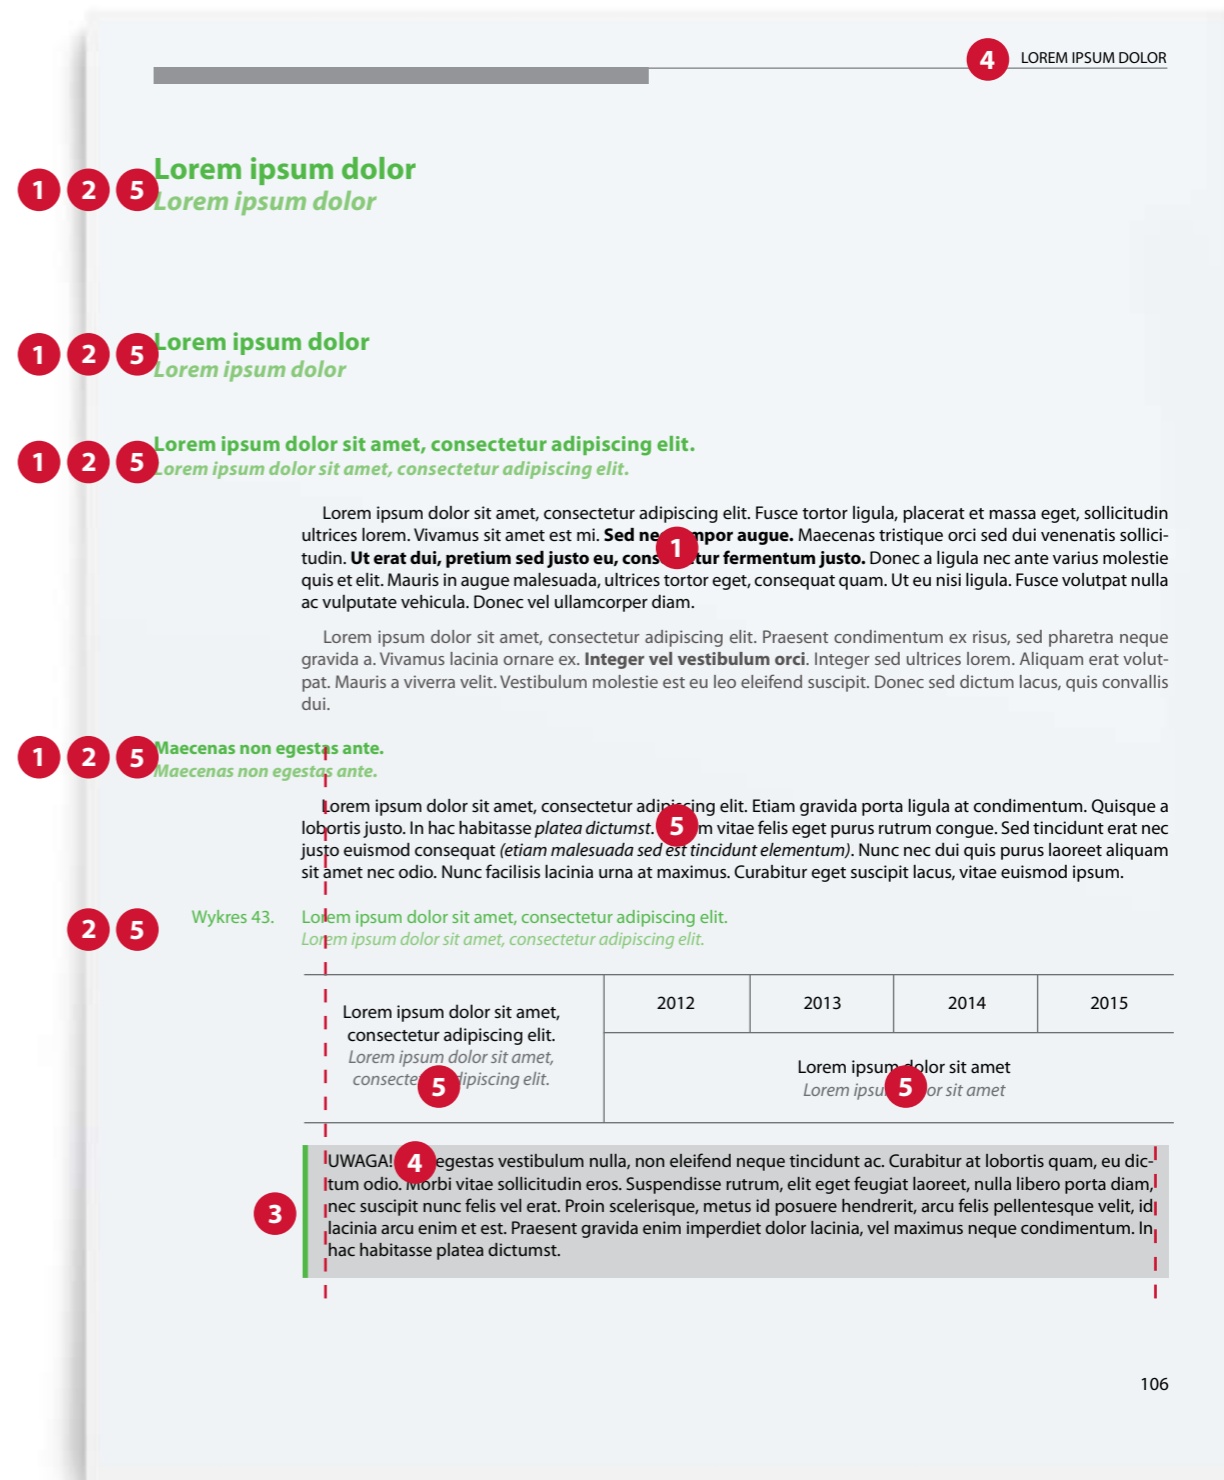 4 LOREM IPSUM DOLOR
Lorem ipsum dolor
1 2 5
Lorem ipsum dolor
Lorem ipsum dolor
1 2 5
Lorem ipsum dolor
Lorem ipsum dolor sit amet, consectetur adipiscing elit.
1 2 5
Lorem ipsum dolor sit amet, consectetur adipiscing elit.
Lorem ipsum dolor sit amet, consectetur adipiscing elit. Fusce tortor ligula, placerat et massa eget, sollicitudin
ultrices lorem. Vivamus sit amet est mi. Sed augue. Maecenas tristique orci sed dui venenatis sollici-
1
tudin. Ut erat dui, pretium sed justo eu, fermentum justo. Donec a ligula nec ante varius molestie
quis et elit. Mauris in augue malesuada, ultrices tortor eget, consequat quam. Ut eu nisi ligula. Fusce volutpat nulla
ac vulputate vehicula. Donec vel ullamcorper diam.
Lorem ipsum dolor sit amet, consectetur adipiscing elit. Praesent condimentum ex risus, sed pharetra neque
gravida a. Vivamus lacinia ornare ex. Integer vel vestibulum orci. Integer sed ultrices lorem. Aliquam erat volut-
pat. Mauris a viverra velit. Vestibulum molestie est eu leo eleifend suscipit. Donec sed dictum lacus, quis convallis
dui.
Maecenas non egestas ante.
1 2 5
Maecenas non egestas ante.
Lorem ipsum dolor sit amet, consectetur adipiscing elit. Etiam gravida porta ligula at condimentum. Quisque a
lobortis justo. In hac habitasse platea dictumst. 5 vitae felis eget purus rutrum congue. Sed tincidunt erat nec
justo euismod consequat (etiam malesuada sed est tincidunt elementum). Nunc nec dui quis purus laoreet aliquam
sit amet nec odio. Nunc facilisis lacinia urna at maximus. Curabitur eget suscipit lacus, vitae euismod ipsum.
Wykres 43. Lorem ipsum dolor sit amet, consectetur adipiscing elit.
2 5
Lorem ipsum dolor sit amet, consectetur adipiscing elit.
2012 2013 2014 2015
Lorem ipsum dolor sit amet,
consectetur adipiscing elit.
Lorem ipsum dolor sit amet,
consectetur adipiscing elit.
5
Lorem ipsum dolor sit amet
Lorem ipsum dolor sit amet
5
UWAGA! 4 egestas vestibulum nulla, non eleifend neque tincidunt ac. Curabitur at lobortis quam, eu dic-
tum odio. Morbi vitae sollicitudin eros. Suspendisse rutrum, elit eget feugiat laoreet, nulla libero porta diam,
nec suscipit nunc felis vel erat. Proin scelerisque, metus id posuere hendrerit, arcu felis pellentesque velit, id
3
lacinia arcu enim et est. Praesent gravida enim imperdiet dolor lacinia, vel maximus neque condimentum. In
hac habitasse platea dictumst.
106